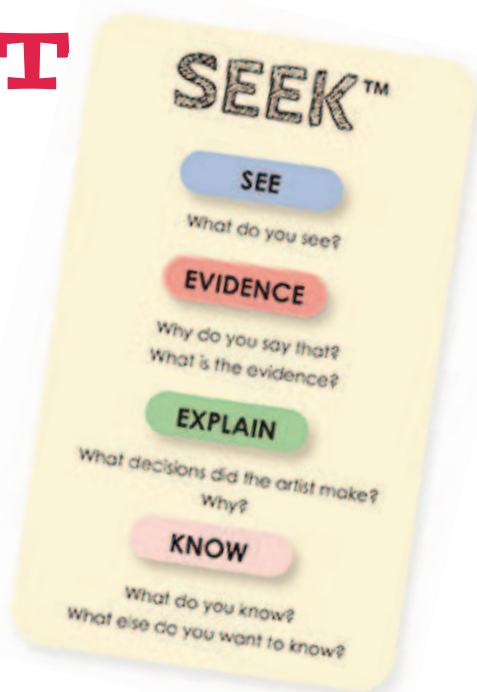 T
SEEK™
SEE
What do you see?
EVIDENCE
Why do you say that?
What is the evidence?
EXPLAIN
What decisions did the artist make?
Why?
KNOW
What do you know?
What else do you want to know?